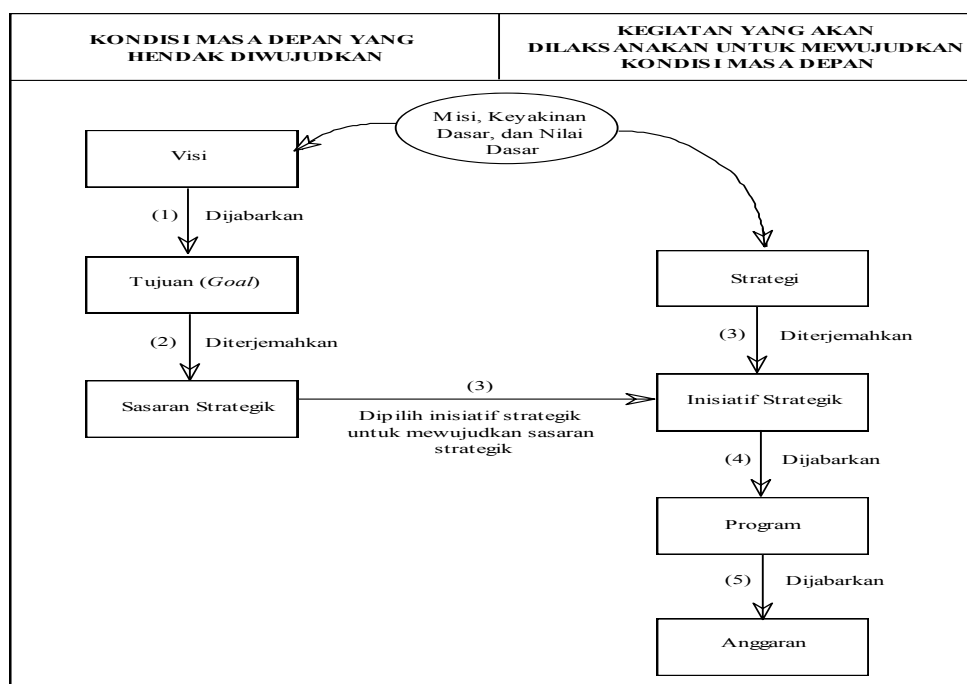 KONDISI MASA DEPAN YANG
HENDAK DIWUJUDKAN
KEGIATAN YANG AKAN
DILAKSANAKAN UNTUK MEWUJUDKAN
KONDISI MASA DEPAN
Misi, Keyakinan
Dasar, dan Nilai
Dasar
Visi
(1) Dijabarkan
Tujuan (Goal)
Strategi
(2) Diterjemahkan
(3) Diterjemahkan
Sasaran Strategik
(3)
Dipilih inisiatif strategik
untuk mewujudkan sasaran
strategik
Inisiatif Strategik
(4) Dijabarkan
Program
(5) Dijabarkan
Anggaran